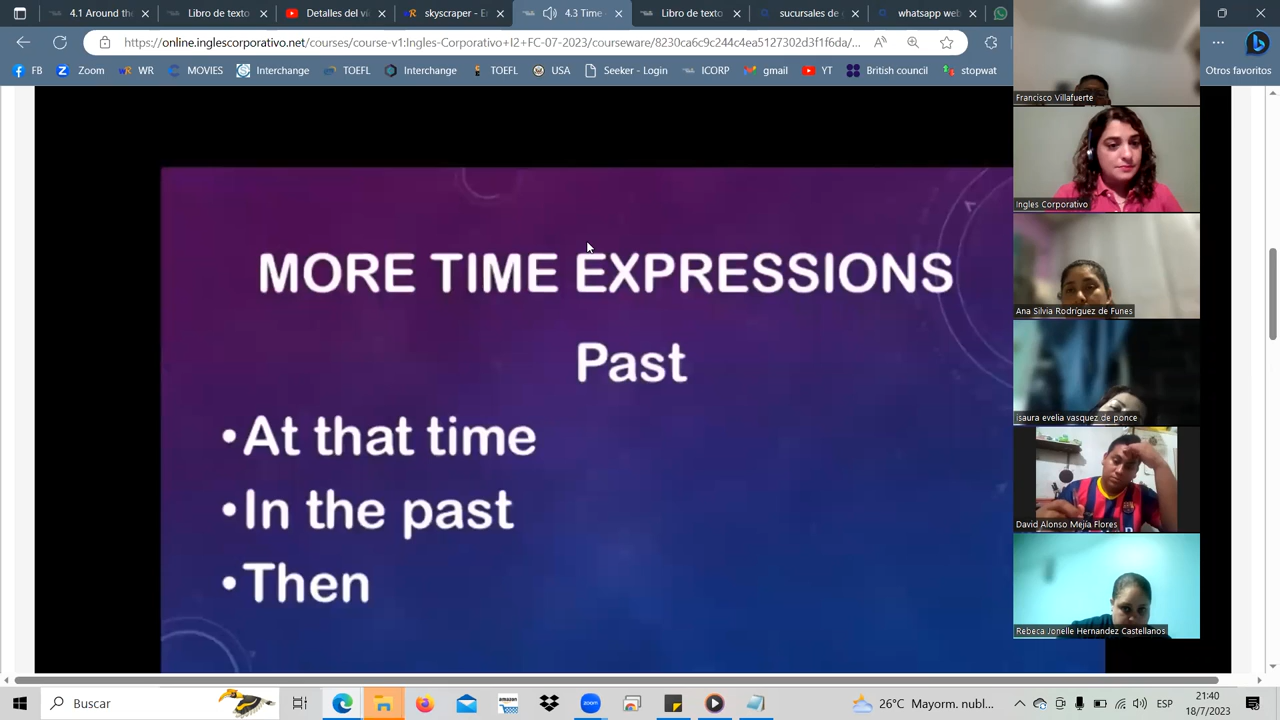 4.1 Around the
Libro de texto
Detalles del ví
skyscraper - E
4.3 Time
Libro de texto
sucursales de
whatsapp web
https://online.inglescorporativo.net/courses/course-v1:Ingles-Corporativo+I2+FC-07-2023/courseware/8230ca6c9c244c4ea5127302d3f1f6da/...
FB
Zoom
WR
MOVIES
Interchange
TOEFL
Interchange
TOEFL
USA
Seeker - Login
ICORP
gmail
YT
British council
stopwat
Otros favoritos
MORE TIME EXPRESSIONS
Past
•At that time
•In the past
•Then
Francisco Villafuerte
Ingles Corporativo
Ana Silvia Rodríguez de Funes
isaura evelia vasquez de ponce
David Alonso Mejía Flores
Rebeca Jonelle Hernandez Castellanos
Buscar
26°C Mayorm. nubl...
ESP
21:40
18/7/2023